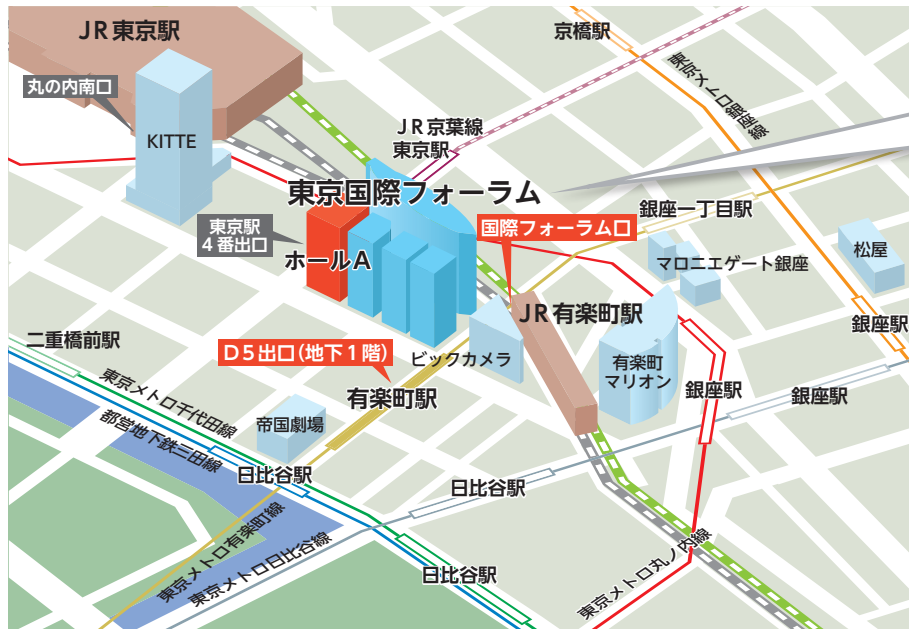 JR東京駅
京橋駅
東京メトロ銀座線
丸の内南口
KITTE
JR京葉線
東京駅
東京国際フォーラム
銀座一丁目駅
東京駅
4番出口
ホールA
国際フォーラム口
マロニエゲート銀座
松屋
JR有楽町駅
銀座駅
二重橋前駅
D5出口(地下1階)
ビックカメラ
有楽町
マリオン
東京メトロ千代田線
有楽町駅
銀座駅
銀座駅
帝国劇場
都営地下鉄三田線
日比谷駅
日比谷駅
東京メトロ有楽町線
東京メトロ日比谷線
日比谷駅
東京メトロ丸ノ内線